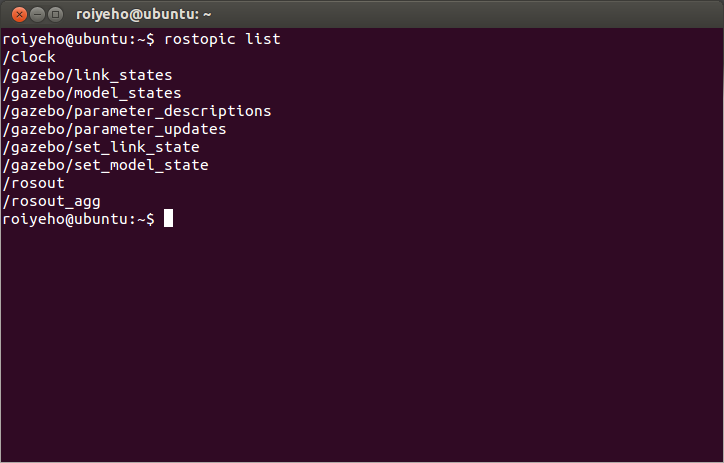 roiyeho@ubuntu: ~
roiyeho@ubuntu:~$ rostopic list
/clock
/gazebo/link_states
/gazebo/model_states
/gazebo/parameter_descriptions
/gazebo/parameter_updates
/gazebo/set_link_state
/gazebo/set_model_state
/rosout
/rosout_agg
roiyeho@ubuntu:~$